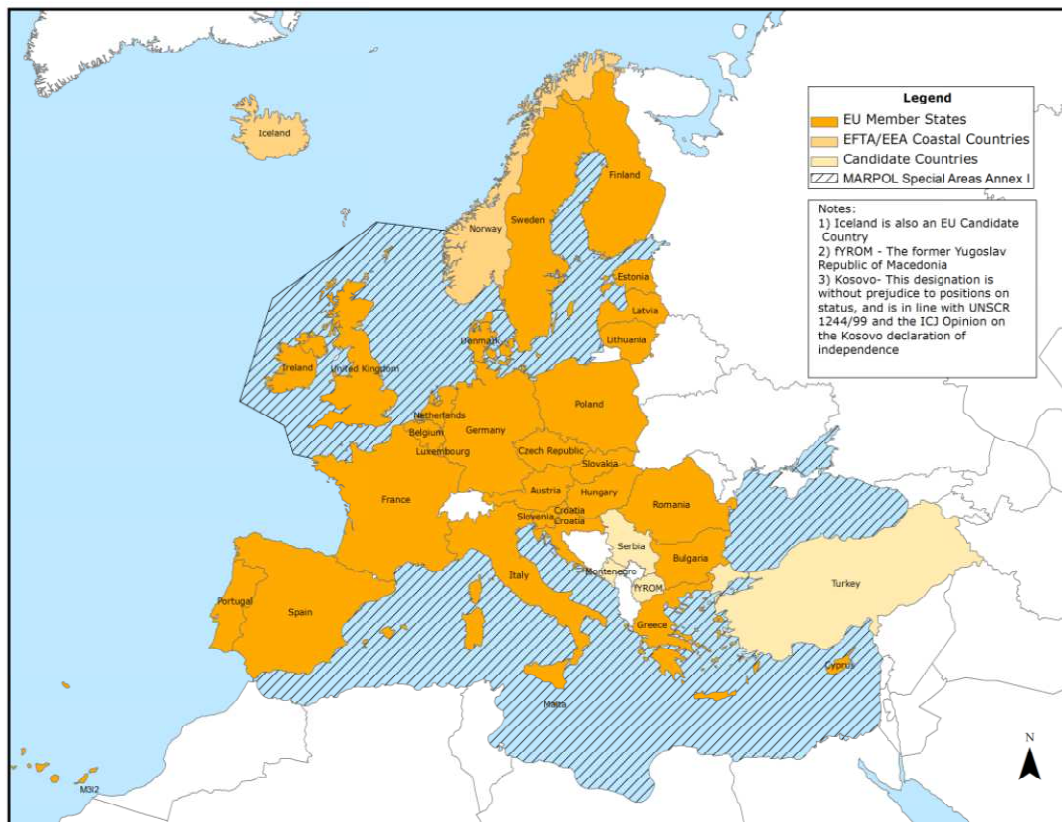 Legend
EU Member States
EFTA/EEA Coastal Countries
Candidate Countries
MARPOL Special Areas Annex I
Notes:
1) Iceland is also an EU Candidate
Country
2) fYROM - The former Yugoslav
Republic of Macedonia
3) Kosovo- This designation is
without prejudice to positions on
status, and is in line with UNSCR
1244/99 and the ICJ Opinion on
the Kosovo declaration of
independence
Iceland
Finland
Sweden
Norway
Estonia
Latvia
Lithuania
Denmark
Ireland
United Kingdom
Netherlands
Poland
Belgium
Germany
Luxembourg
Czech Republic
Slovakia
France
Austria
Hungary
Romania
Slovenia
Croatia
Croatia
Serbia
Bulgaria
Italy
Montenegro
fYROM
Turkey
Portugal
Spain
Greece
Cyprus
Malta
N
M3i2